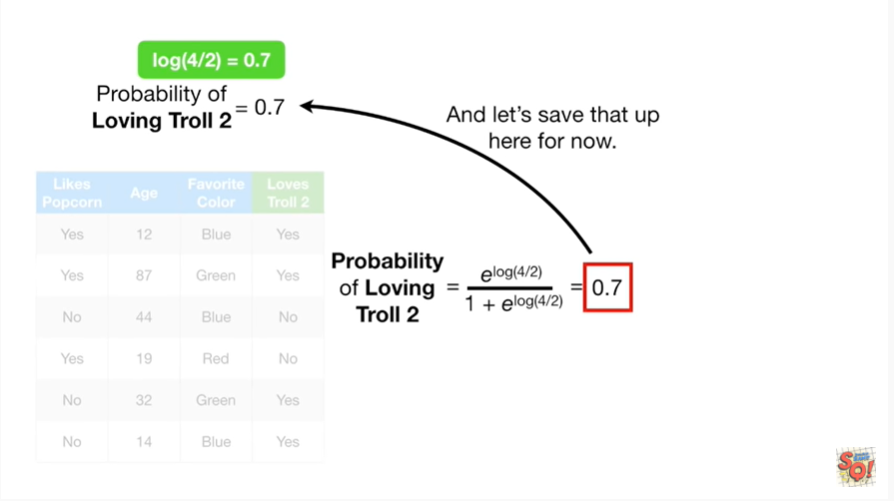 log(4/2) = 0.7
Probability of
Loving Troll 2 = 0.7
And let's save that up
here for now.
Likes Popcorn Age Favorite Color Loves Troll 2
Yes 12 Blue Yes
Yes 87 Green Yes
No 44 Blue No
Yes 19 Red No
No 32 Green Yes
No 14 Blue Yes
Probability
of Loving
Troll 2
= e^log(4/2) / 1 + e^log(4/2) = 0.7
SQ!